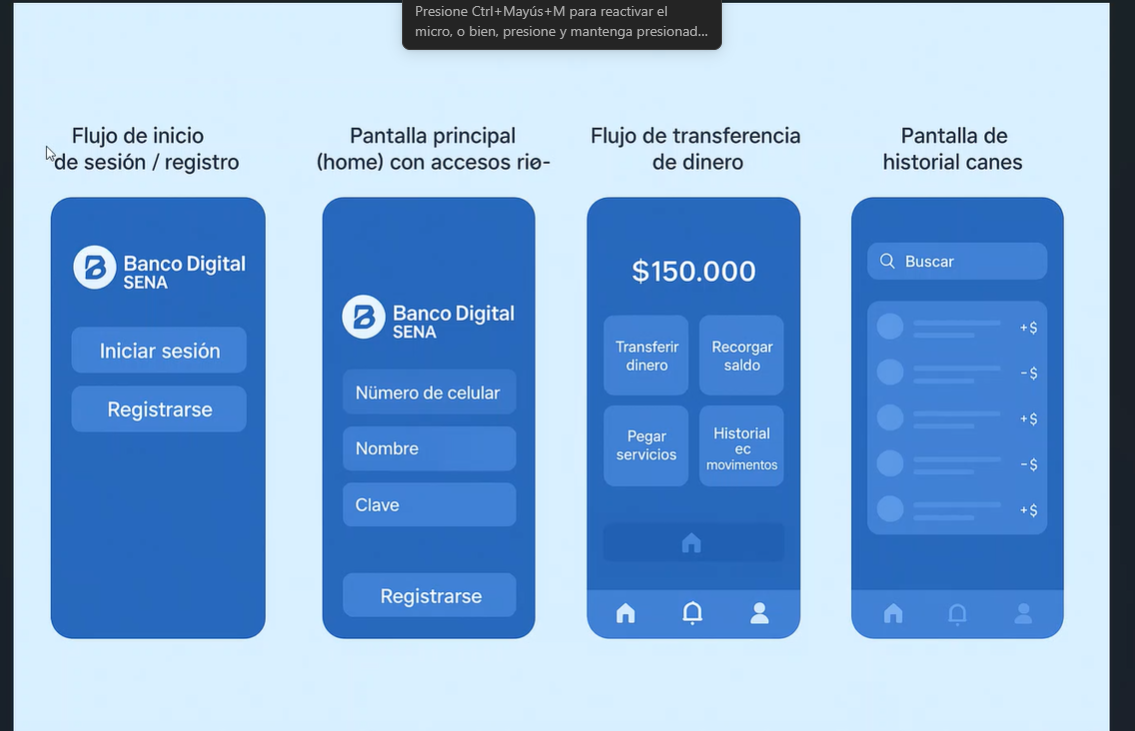 Presione Ctrl+Mayús+M para reactivar el
micro, o bien, presione y mantenga presionad...
Flujo de inicio
de sesión / registro
Banco Digital
SENA
Iniciar sesión
Registrarse
Pantalla principal
(home) con accesos riø-
Banco Digital
SENA
Nümero de celular
Nombre
Clave
Registrarse
Flujo de transferencia
de dinero
$150.000
Transferir
dinero
Recorgar
saldo
Pegar
servicios
Historial
ec
movimentos
Pantalla de
historial canes
Buscar
+$
-$
+$
-$
+$